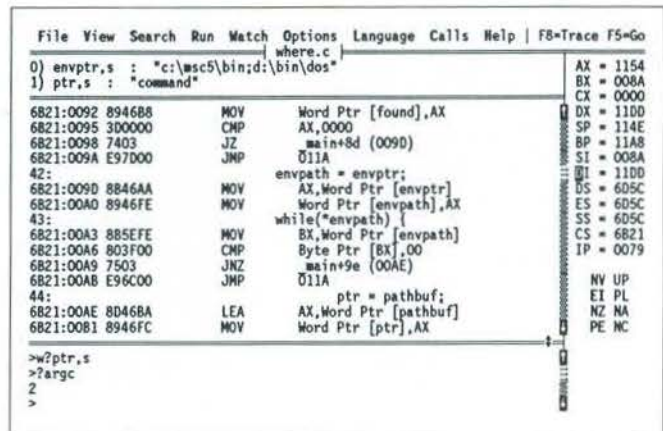 File View Search Run Watch Options Language Calls Help | F8=Trace F5=Go
where.c
0) envptr,s : "c:\msc5\bin;d:\bin\dos"
1) ptr,s : "command"
6B21:0092 8946B8 MOV Word Ptr [found],AX
6B21:0095 3D0000 CMP AX,0000
6B21:0098 7403 JZ _main+8d (009D)
6B21:009A E97D00 JMP 011A
42: envpath = envptr;
6B21:009D 8B46AA MOV AX,Word Ptr [envptr]
6B21:00A0 8946FE MOV Word Ptr [envpath],AX
43: while(*envpath) {
6B21:00A3 8B5EFE MOV BX,Word Ptr [envpath]
6B21:00A6 803F00 CMP Byte Ptr [BX],00
6B21:00A9 7503 JNZ _main+9e (00AE)
6B21:00AB E96C00 JMP 011A
44: ptr = pathbuf;
6B21:00AE 8D46BA LEA AX,Word Ptr [pathbuf]
6B21:00B1 8946FC MOV Word Ptr [ptr],AX
>w?ptr,s
>?argc
2
>
AX = 1154
BX = 008A
CX = 0000
DX = 11DD
SP = 114E
BP = 11A8
SI = 008A
DI = 11DD
DS = 6D5C
ES = 6D5C
SS = 6D5C
CS = 6B21
IP = 0079
NV UP
EI PL
NZ NA
PE NC